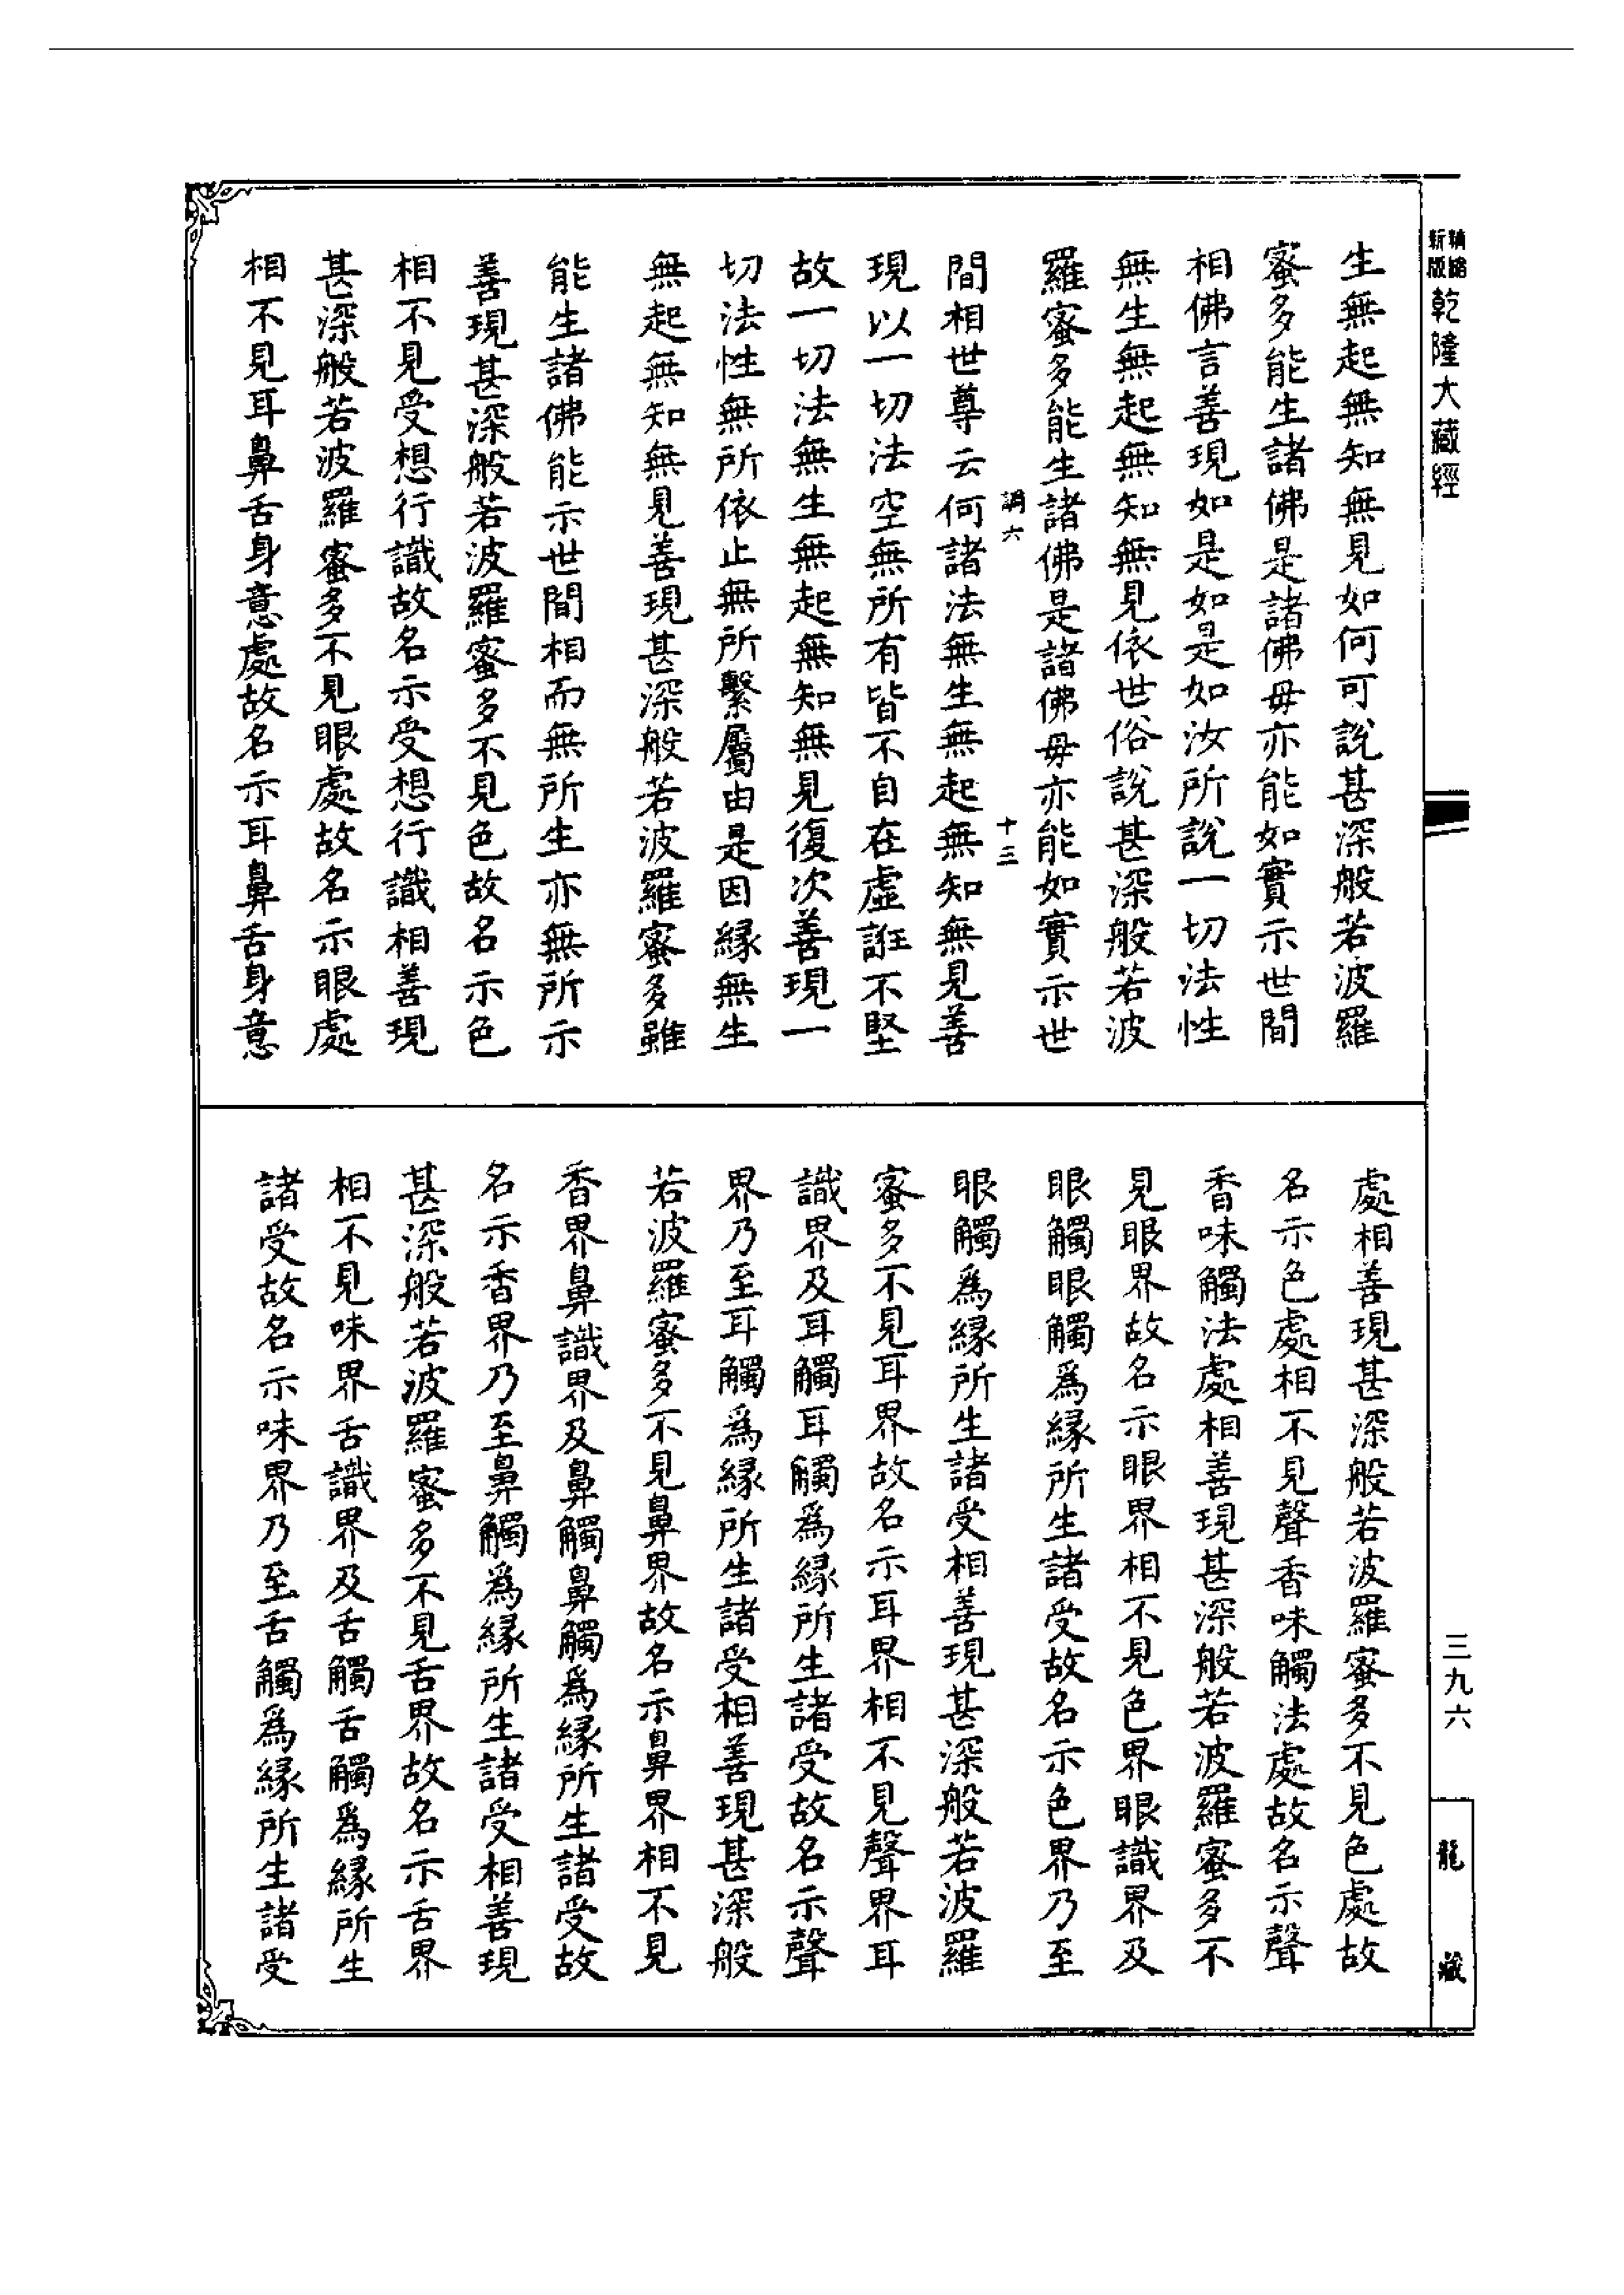 精縮新版乾隆大藏經
三九六
龍藏
生無起無知無見如何可說甚深般若波羅
蜜多能生諸佛是諸佛母亦能如實示世間
相佛言善現如是如是如汝所說一切法性
無生無起無知無見依世俗說甚深般若波
羅蜜多能生諸佛是諸佛母亦能如實示世
調六 十三
間相世尊云何諸法無生無起無知無見善
現以一切法空無所有皆不自在虛誑不堅
故一切法無生無起無知無見復次善現一
切法性無所依止無所繫屬由是因緣無生
無起無知無見善現甚深般若波羅蜜多雖
能生諸佛能示世間相而無所生亦無所示
善現甚深般若波羅蜜多不見色故名示色
相不見受想行識故名示受想行識相善現
甚深般若波羅蜜多不見眼處故名示眼處
相不見耳鼻舌身意處故名示耳鼻舌身意
處相善現甚深般若波羅蜜多不見色處故
名示色處相不見聲香味觸法處故名示聲
香味觸法處相善現甚深般若波羅蜜多不
見眼界故名示眼界相不見色界眼識界及
眼觸眼觸爲緣所生諸受故名示色界乃至
眼觸爲緣所生諸受相善現甚深般若波羅
蜜多不見耳界故名示耳界相不見聲界耳
識界及耳觸耳觸爲緣所生諸受故名示聲
界乃至耳觸爲緣所生諸受相善現甚深般
若波羅蜜多不見鼻界故名示鼻界相不見
香界鼻識界及鼻觸鼻觸爲緣所生諸受故
名示香界乃至鼻觸爲緣所生諸受相善現
甚深般若波羅蜜多不見舌界故名示舌界
相不見味界舌識界及舌觸舌觸爲緣所生
諸受故名示味界乃至舌觸爲緣所生諸受